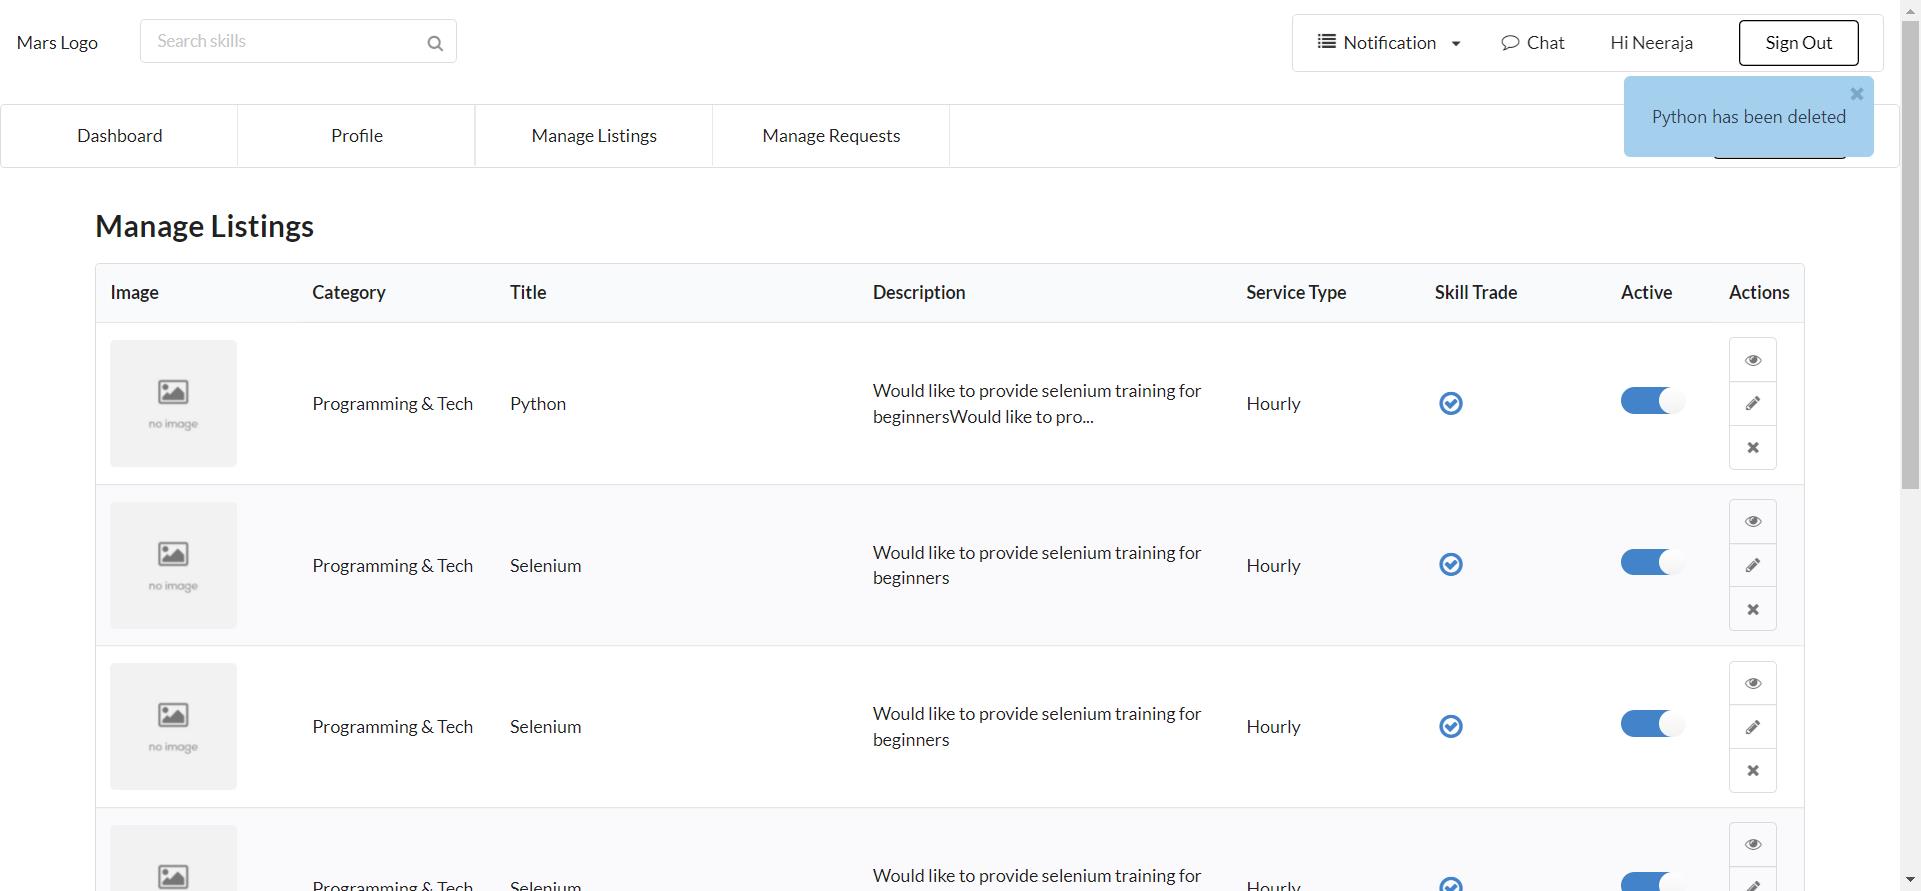 Mars Logo
Search skills
Notification
Chat
Hi Neeraja
Sign Out
Python has been deleted
Dashboard
Profile
Manage Listings
Manage Requests
Manage Listings
Image
Category
Title
Description
Service Type
Skill Trade
Active
Actions
no image
Programming & Tech
Python
Would like to provide selenium training for
beginnersWould like to pro...
Hourly
no image
Programming & Tech
Selenium
Would like to provide selenium training for
beginners
Hourly
no image
Programming & Tech
Selenium
Would like to provide selenium training for
beginners
Hourly
Programming & Tech
Selenium
Would like to provide selenium training for
Hourly